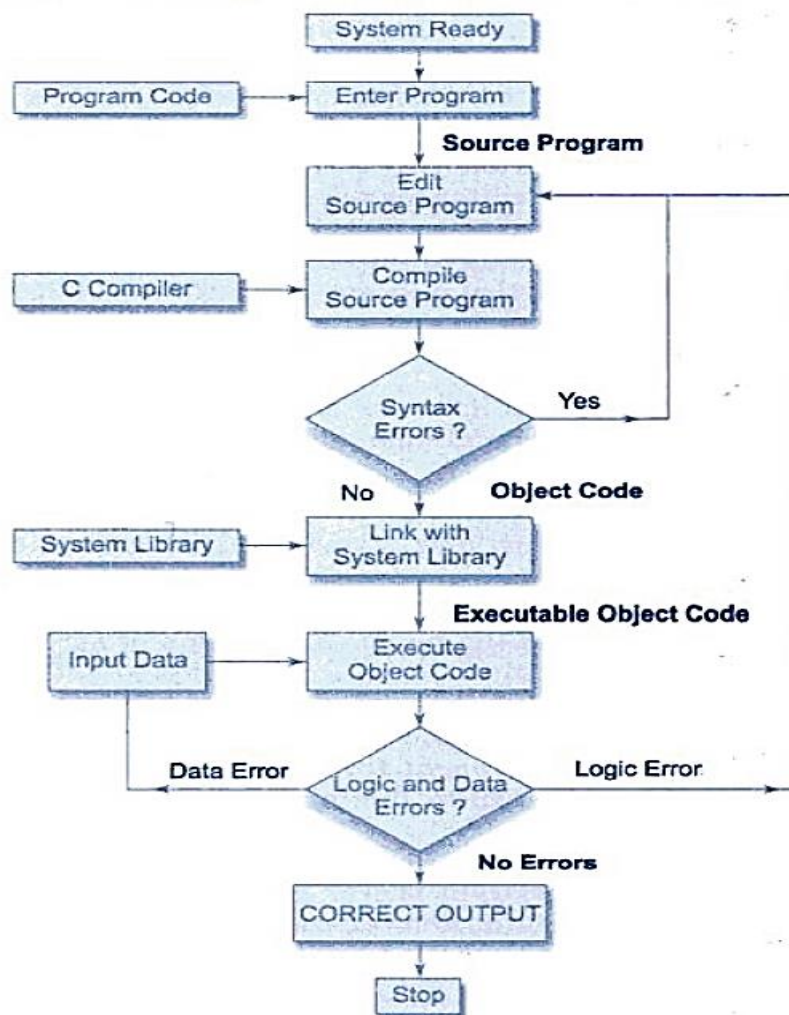 System Ready
Program Code
Enter Program
Source Program
Edit
Source Program
C Compiler
Compile
Source Program
Syntax
Errors ?
Yes
No
Object Code
System Library
Link with
System Library
Executable Object Code
Input Data
Execute
Object Code
Data Error
Logic and Data
Errors ?
Logic Error
No Errors
CORRECT OUTPUT
Stop